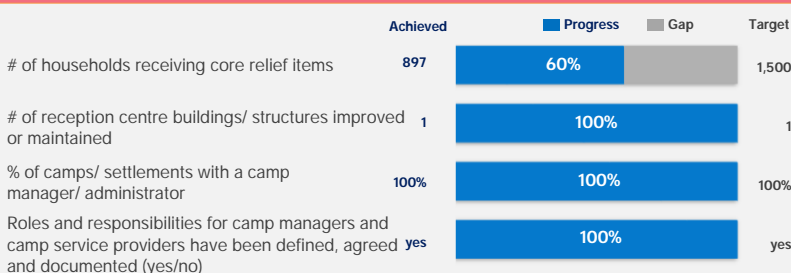 Achieved Progress Gap Target
# of households receiving core relief items 897 60% 1,500
# of reception centre buildings/ structures improved
or maintained 1 100% 1
% of camps/ settlements with a camp
manager/ administrator 100% 100% 100%
Roles and responsibilities for camp managers and
camp service providers have been defined, agreed yes 100% yes
and documented (yes/no)